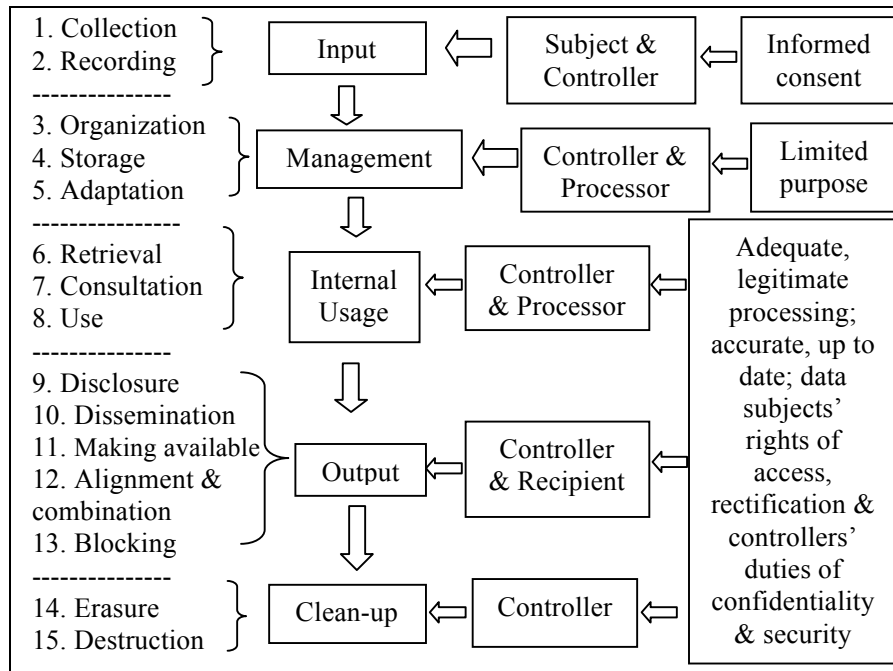 1. Collection
2. Recording
---------------
3. Organization
4. Storage
5. Adaptation
----------------
6. Retrieval
7. Consultation
8. Use
---------------
9. Disclosure
10. Dissemination
11. Making available
12. Alignment &
combination
13. Blocking
---------------
14. Erasure
15. Destruction
Input
Management
Internal
Usage
Output
Clean-up
Subject &
Controller
Controller &
Processor
Controller
& Processor
Controller
& Recipient
Controller
Informed
consent
Limited
purpose
Adequate,
legitimate
processing;
accurate, up to
date; data
subjects’
rights of
access,
rectification &
controllers’
duties of
confidentiality
& security